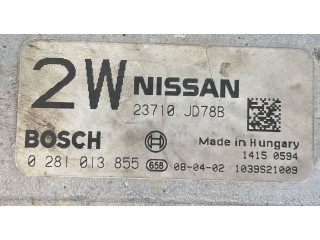 2W NISSAN
23710 JD78B
BOSCH
Made in Hungary
1415 0594
0 281 013 855 658 08-04-02 1039S21009